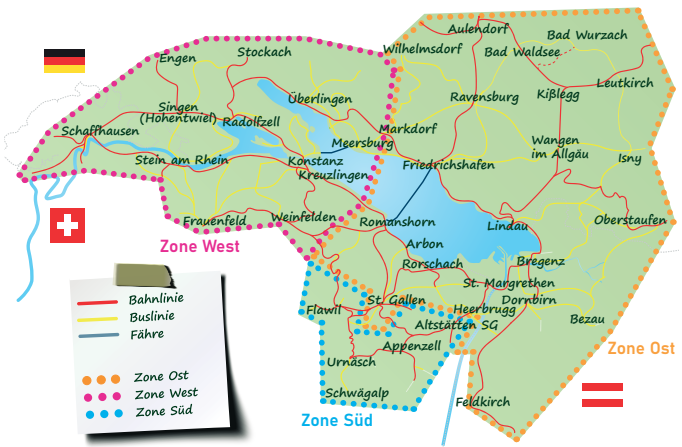 Aulendorf
Bad Wurzach
Wilhelmsdorf
Bad Waldsee
Stockach
Engen
Leutkirch
Überlingen
Ravensburg
Kißlegg
Singen
(Hohentwiel)
Radolfzell
Schaffhausen
Markdorf
Meersburg
Wangen
im Allgäu
Isny
Stein am Rhein
Konstanz
Kreuzlingen
Friedrichshafen
Frauenfeld
Weinfelden
Romanshorn
Lindau
Oberstaufen
Zone West
Arbon
Rorschach
Bregenz
St. Margrethen
Dornbirn
St. Gallen
Flawil
Heerbrugg
Altstätten SG
Bezau
Appenzell
Urnäsch
Zone Ost
Schwägalp
Feldkirch
Zone Süd
Bahnlinie
Buslinie
Fähre
Zone Ost
Zone West
Zone Süd